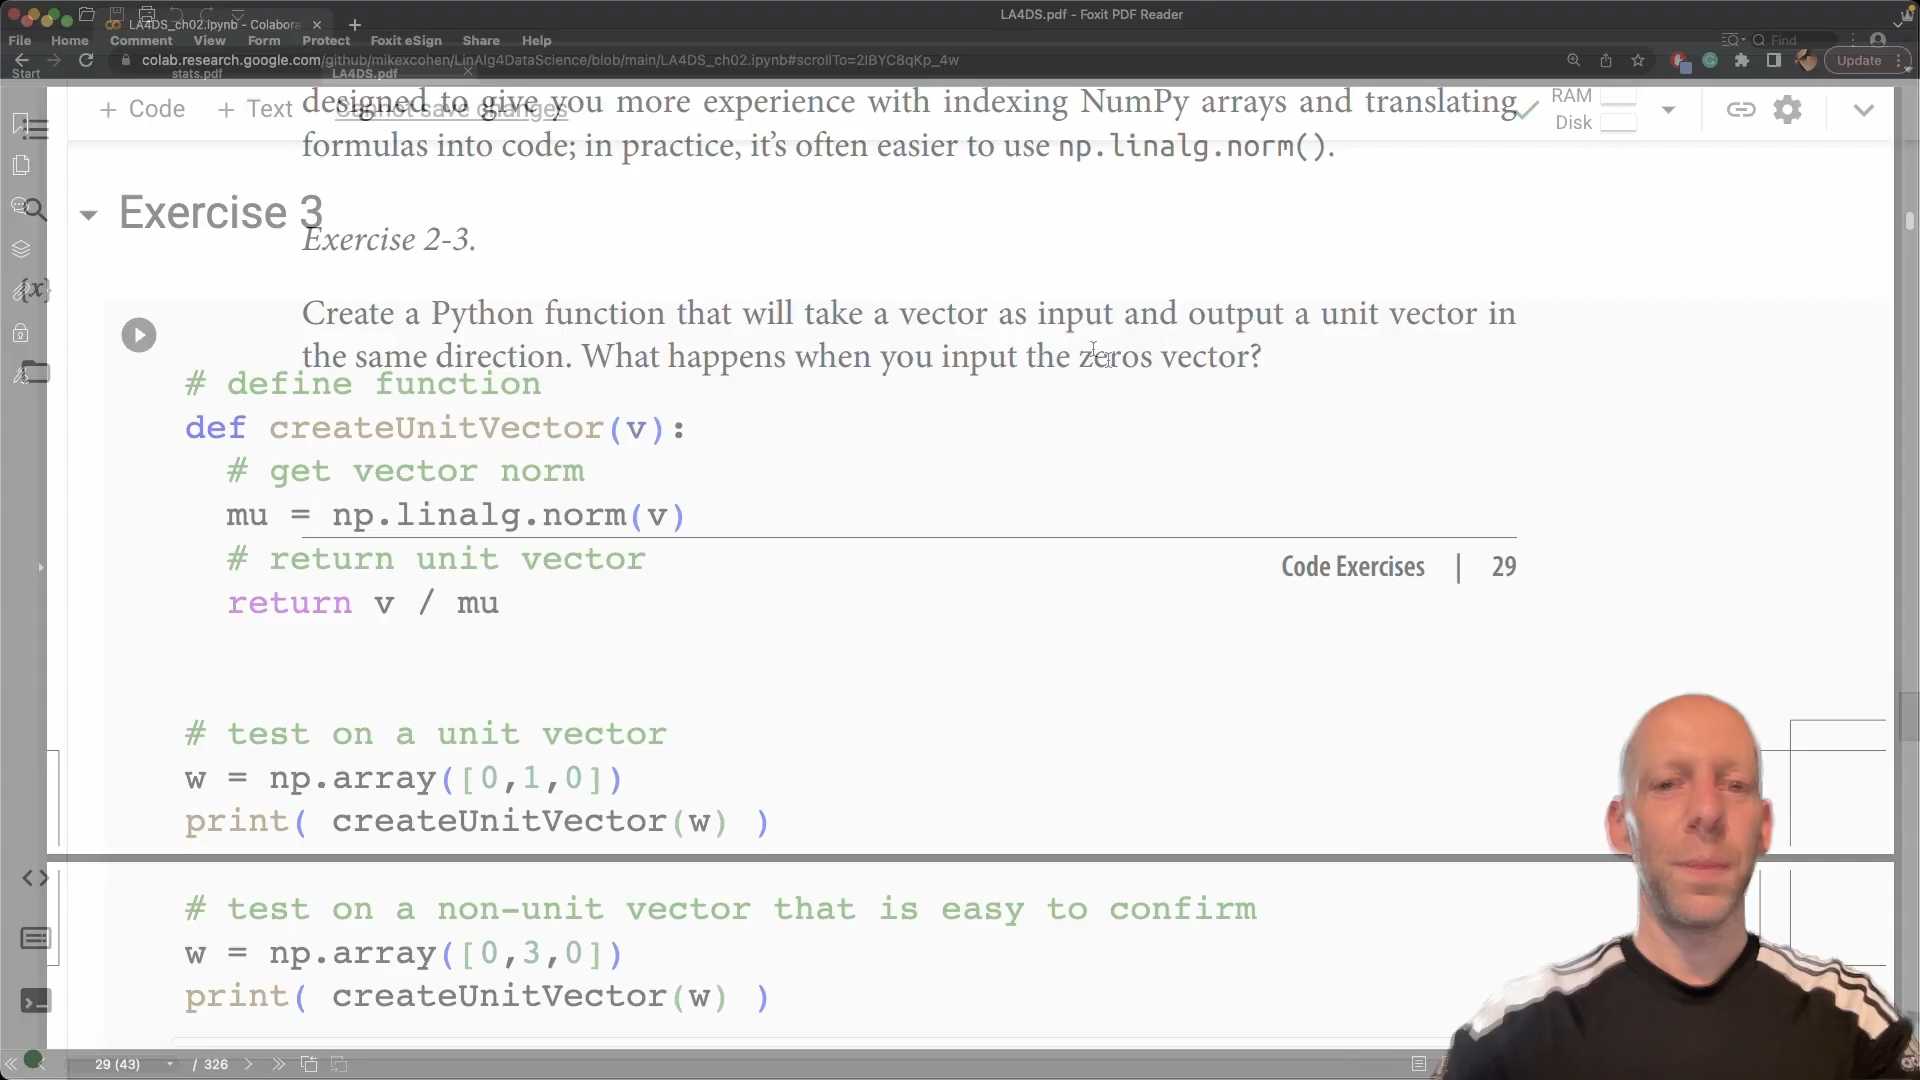 LA4DS_ch02.ipynb - Colabora
LA4DS.pdf - Foxit PDF Reader
File Home Comment View Form Protect Foxit eSign Share Help
Find
colab.research.google.com/github/mikexcohen/LinAlg4DataScience/blob/main/LA4DS_ch02.ipynb#scrollTo=2IBYC8qKp_4w
Update
Start stats.pdf LA4DS.pdf
+ Code + Text Cannot save changes
RAM
Disk
designed to give you more experience with indexing NumPy arrays and translating
formulas into code; in practice, it’s often easier to use np.linalg.norm().
Exercise 3
Exercise 2-3.
Create a Python function that will take a vector as input and output a unit vector in
the same direction. What happens when you input the zeros vector?
# define function
def createUnitVector(v):
# get vector norm
mu = np.linalg.norm(v)
# return unit vector
Code Exercises | 29
return v / mu
# test on a unit vector
w = np.array([0,1,0])
print( createUnitVector(w) )
# test on a non-unit vector that is easy to confirm
w = np.array([0,3,0])
print( createUnitVector(w) )
29 (43) / 326